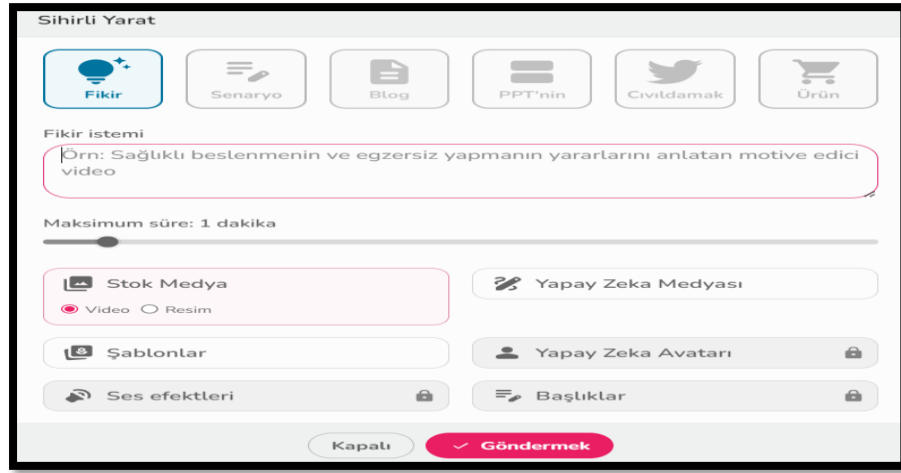 Sihirli Yarat
Fikir
Senaryo
Blog
PPT'nin
Cıvıldamak
Ürün
Fikir istemi
Örn: Sağlıklı beslenmenin ve egzersiz yapmanın yararlarını anlatan motive edici
video
Maksimum süre: 1 dakika
Stok Medya
Video Resim
Yapay Zeka Medyası
Şablonlar
Yapay Zeka Avatarı
Ses efektleri
Başlıklar
Kapalı
Göndermek